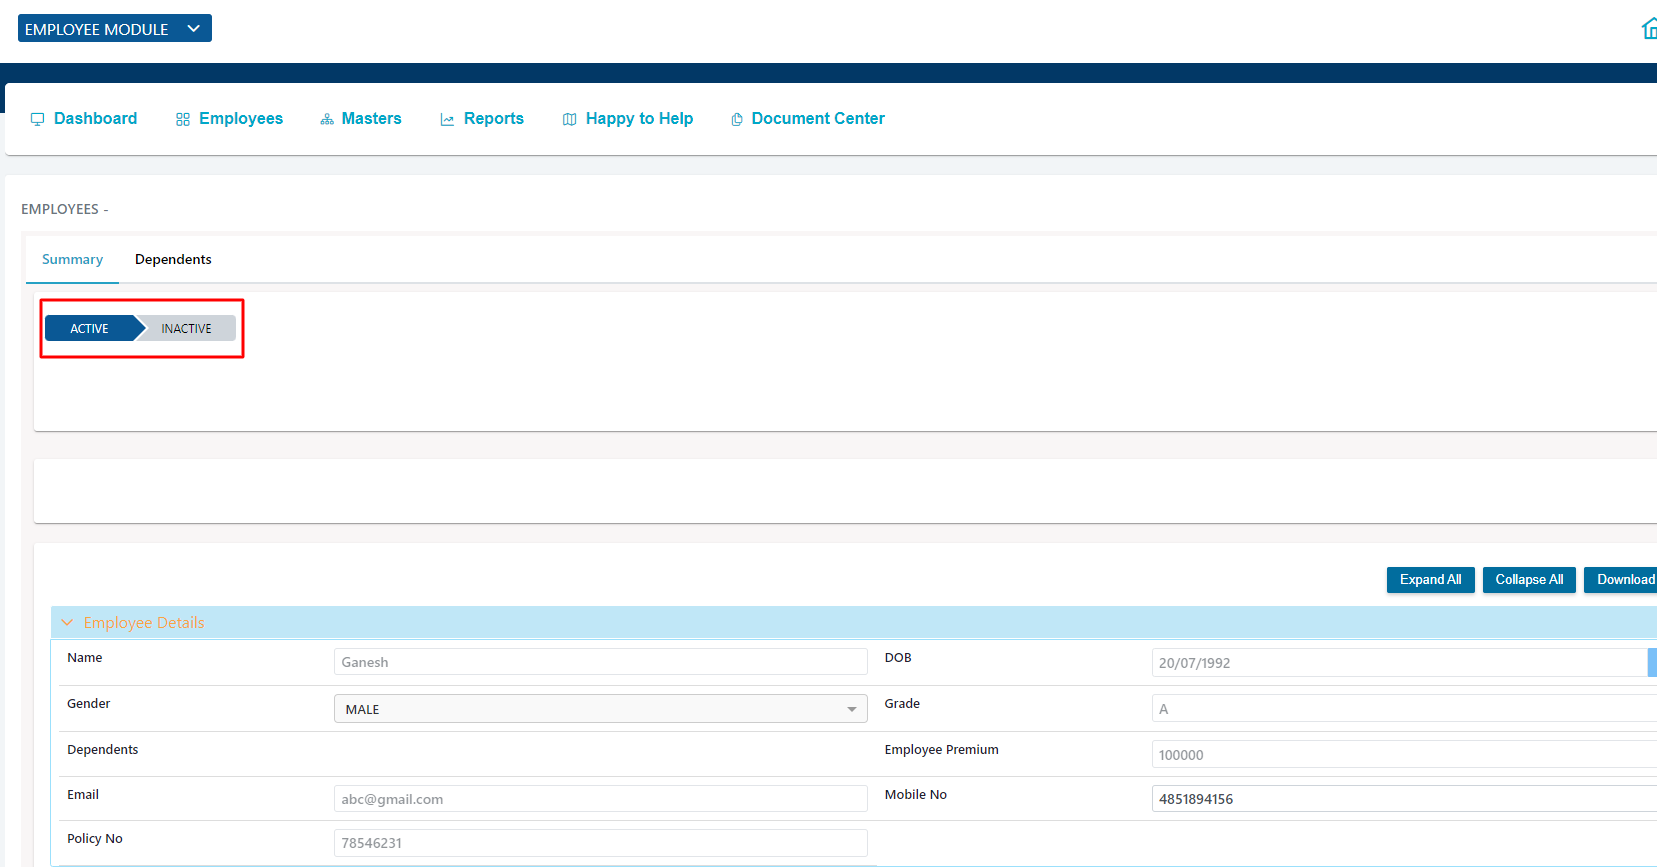 EMPLOYEE MODULE
Dashboard Employees Masters Reports Happy to Help Document Center
EMPLOYEES -
Summary Dependents
ACTIVE INACTIVE
Expand All Collapse All Download
Employee Details
Name Ganesh DOB 20/07/1992
Gender MALE Grade A
Dependents Employee Premium 100000
Email abc@gmail.com Mobile No 4851894156
Policy No 78546231